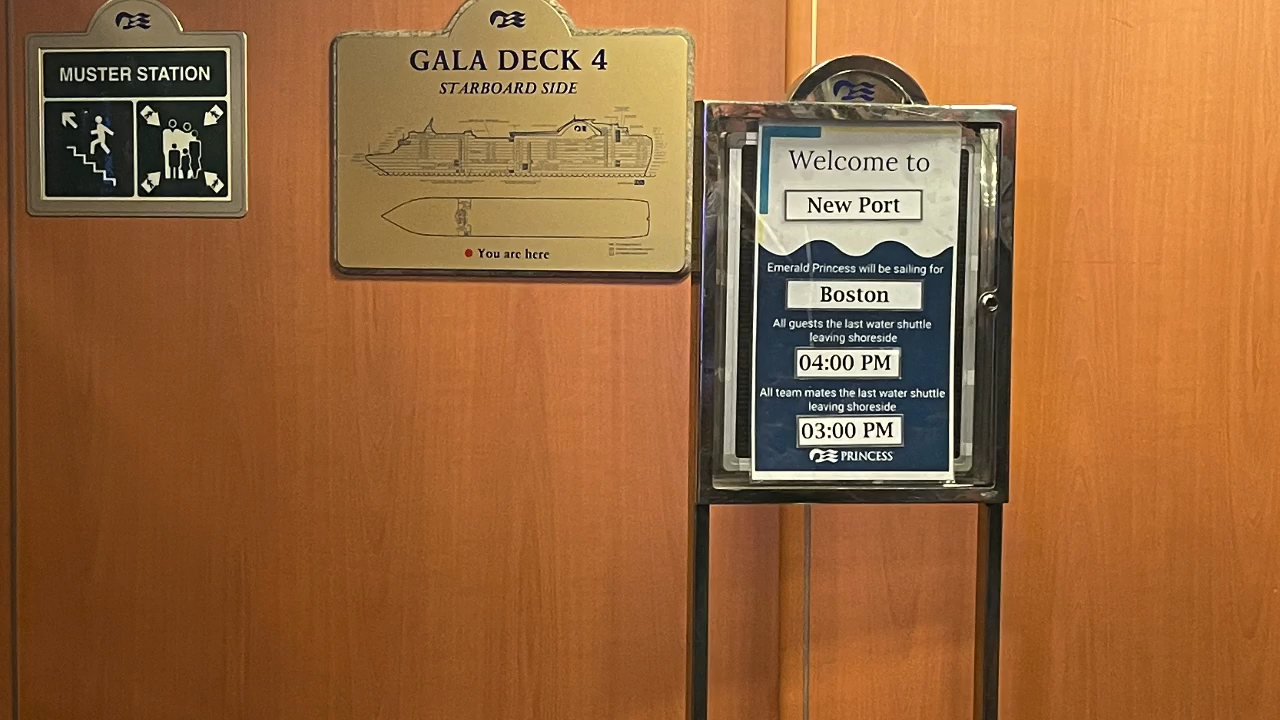 MUSTER STATION
GALA DECK 4
STARBOARD SIDE
You are here
Welcome to
New Port
Emerald Princess will be sailing for
Boston
All guests the last water shuttle
leaving shoreside
04:00 PM
All team mates the last water shuttle
leaving shoreside
03:00 PM
PRINCESS